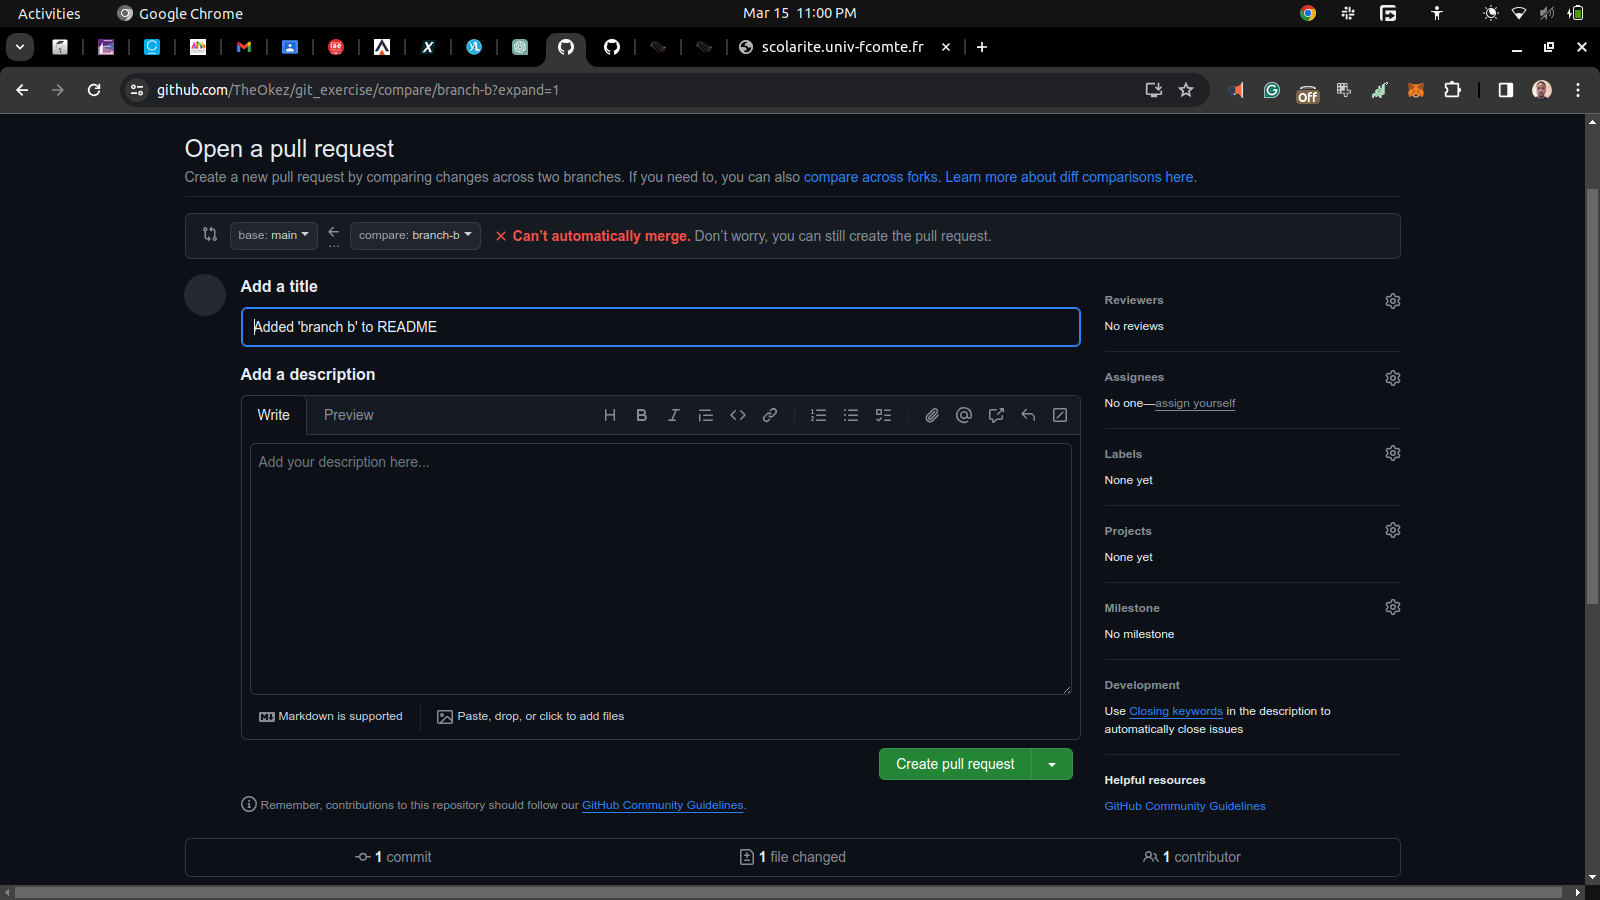 Activities
Google Chrome
Mar 15 11:00 PM
scolarite.univ-fcomte.fr
github.com/TheOkez/git_exercise/compare/branch-b?expand=1
Off
Open a pull request
Create a new pull request by comparing changes across two branches. If you need to, you can also compare across forks. Learn more about diff comparisons here.
base: main
...
compare: branch-b
Can’t automatically merge. Don’t worry, you can still create the pull request.
Add a title
Added 'branch b' to README
Add a description
Write
Preview
Add your description here...
Markdown is supported
Paste, drop, or click to add files
Create pull request
Remember, contributions to this repository should follow our GitHub Community Guidelines.
Reviewers
No reviews
Assignees
No one—assign yourself
Labels
None yet
Projects
None yet
Milestone
No milestone
Development
Use Closing keywords in the description to
automatically close issues
Helpful resources
GitHub Community Guidelines
1 commit
1 file changed
1 contributor